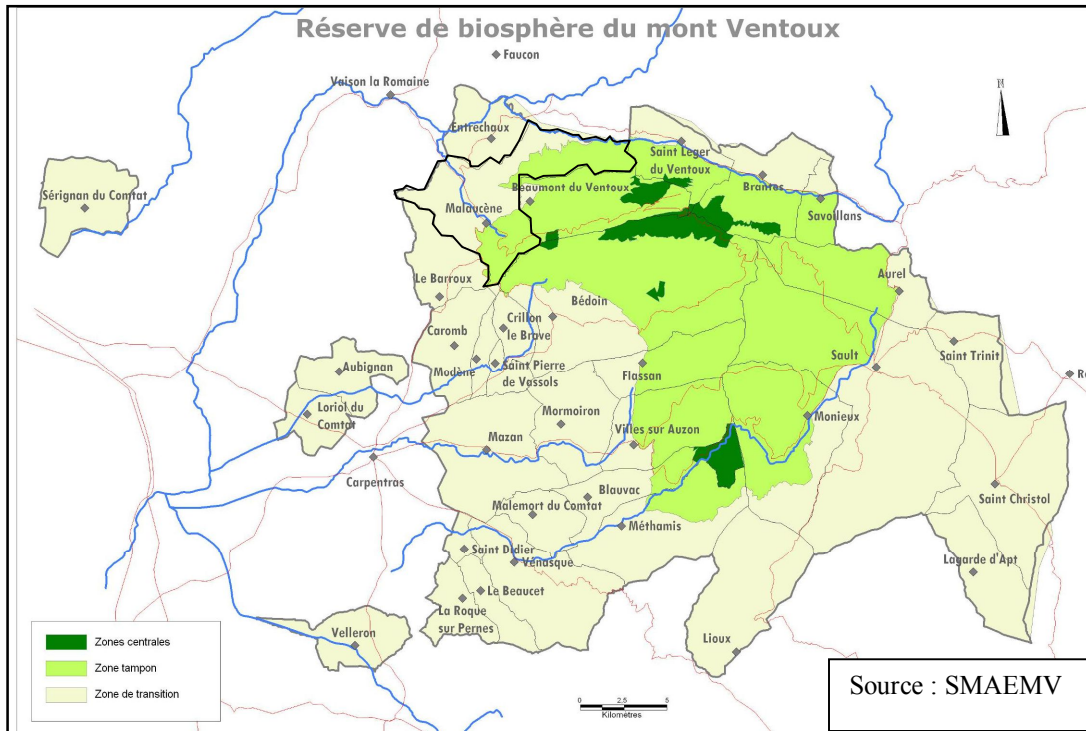 Réserve de biosphère du mont Ventoux
Faucon
Vaison la Romaine
N
Entrechaux
Saint Léger
du Ventoux
Brantes
Beaumont du Ventoux
Savoillans
Sérignan du Comtat
Malaucène
Aurel
Le Barroux
Bédoin
Crillon
le Brave
Caromb
Saint Trinit
Sault
Aubignan
Modène
Saint Pierre
de Vassols
Flassan
Loriol du
Comtat
Mormoiron
Monieux
Mazan
Villes sur Auzon
Carpentras
Blauvac
Saint Christol
Malemort du Comtat
Méthamis
Saint Didier
Vénasque
Lagarde d'Apt
Le Beaucet
La Roque
sur Pernes
Velleron
Lioux
Zones centrales
Zone tampon
Zone de transition
0 2.5 5
Kilomètres
Source : SMAEMV